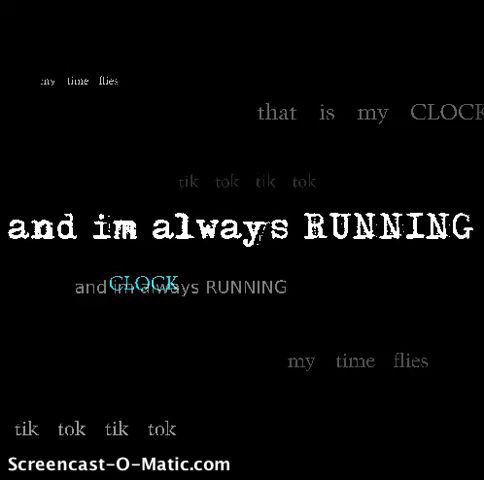 my time flies
that is my CLOCK
tik tok tik tok
and im always RUNNING
CLOCK
and im always RUNNING
my time flies
tik tok tik tok
Screencast-O-Matic.com